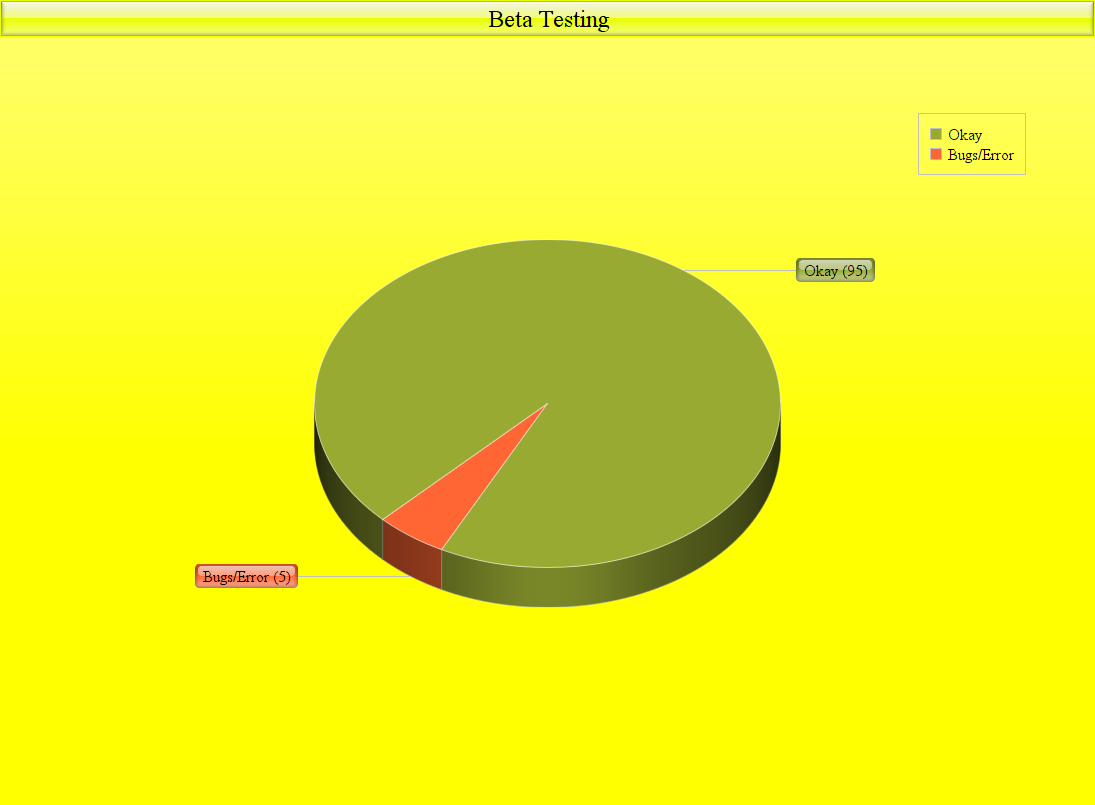 Beta Testing
Okay
Bugs/Error
Okay (95)
Bugs/Error (5)